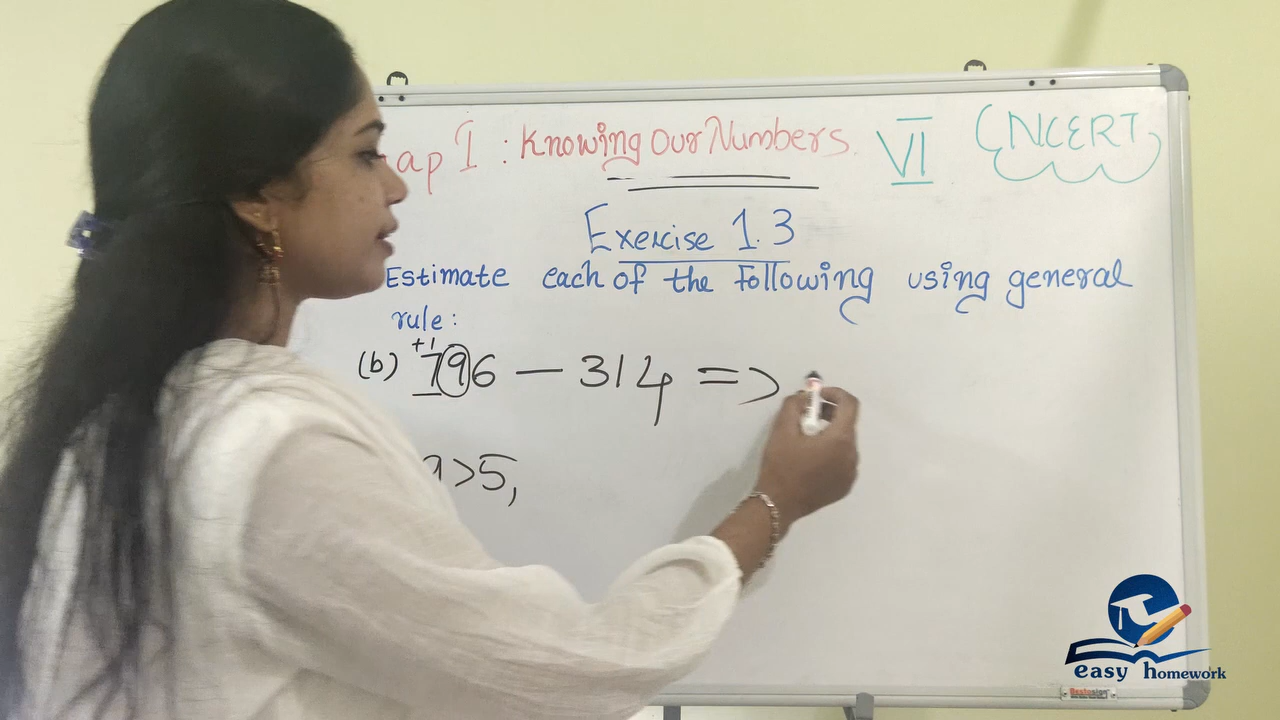 ap I : Knowing Our Numbers. VI (NCERT)
Exercise 1.3
Estimate each of the following using general
rule:
+1
(b) 796 — 314 =>
9>5,
easy homework